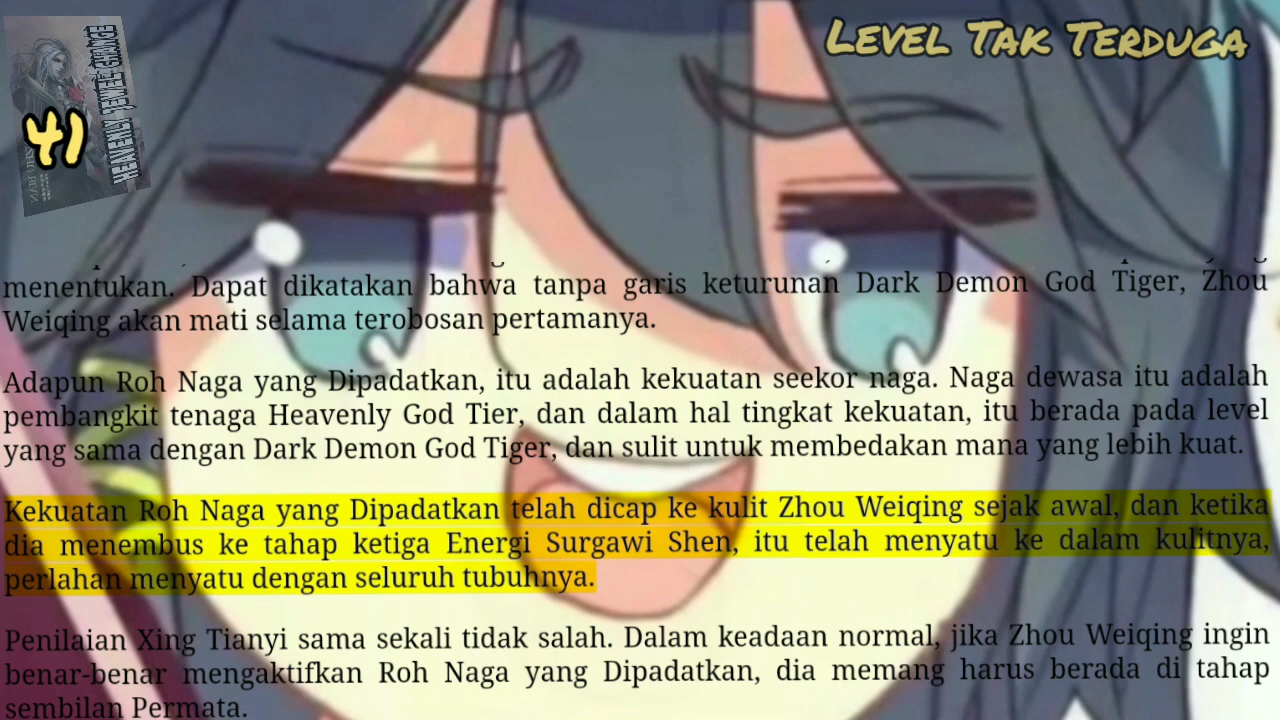 LEVEL TAK TERDUGA
41
HEAVENLY JEWEL CHANGE
menentukan. Dapat dikatakan bahwa tanpa garis keturunan Dark Demon God Tiger, Zhou
Weiqing akan mati selama terobosan pertamanya.
Adapun Roh Naga yang Dipadatkan, itu adalah kekuatan seekor naga. Naga dewasa itu adalah
pembangkit tenaga Heavenly God Tier, dan dalam hal tingkat kekuatan, itu berada pada level
yang sama dengan Dark Demon God Tiger, dan sulit untuk membedakan mana yang lebih kuat.
Kekuatan Roh Naga yang Dipadatkan telah dicap ke kulit Zhou Weiqing sejak awal, dan ketika
dia menembus ke tahap ketiga Energi Surgawi Shen, itu telah menyatu ke dalam kulitnya,
perlahan menyatu dengan seluruh tubuhnya.
Penilaian Xing Tianyi sama sekali tidak salah. Dalam keadaan normal, jika Zhou Weiqing ingin
benar-benar mengaktifkan Roh Naga yang Dipadatkan, dia memang harus berada di tahap
sembilan Permata.